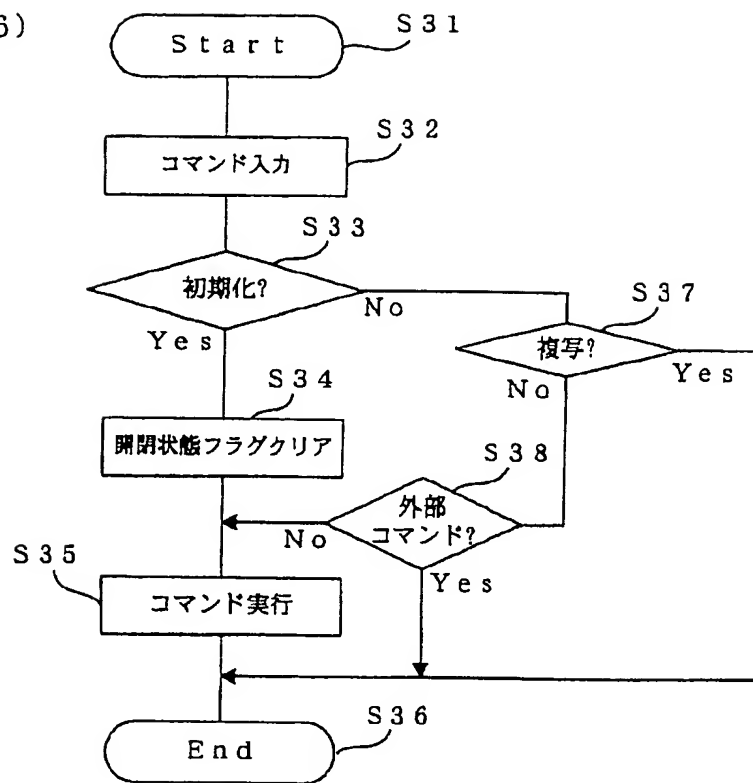 6)
Start
S31
S32
コマンド入力
S33
初期化?
No
Yes
S37
複写?
No
Yes
S34
開閉状態フラグクリア
S38
外部
コマンド?
No
Yes
S35
コマンド実行
S36
End